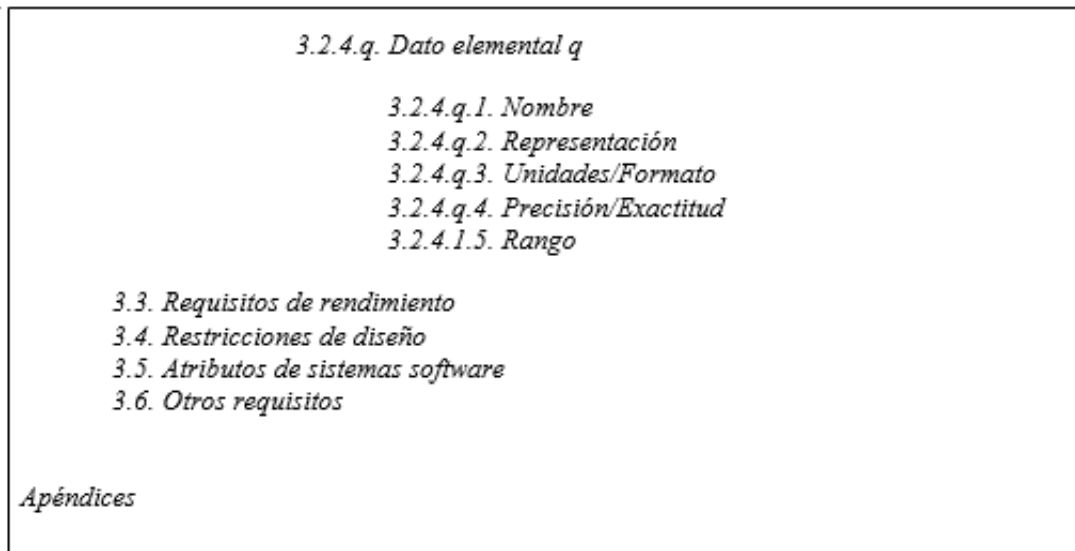 3.2.4.q. Dato elemental q
3.2.4.q.1. Nombre
3.2.4.q.2. Representación
3.2.4.q.3. Unidades/Formato
3.2.4.q.4. Precisión/Exactitud
3.2.4.1.5. Rango
3.3. Requisitos de rendimiento
3.4. Restricciones de diseño
3.5. Atributos de sistemas software
3.6. Otros requisitos
Apéndices